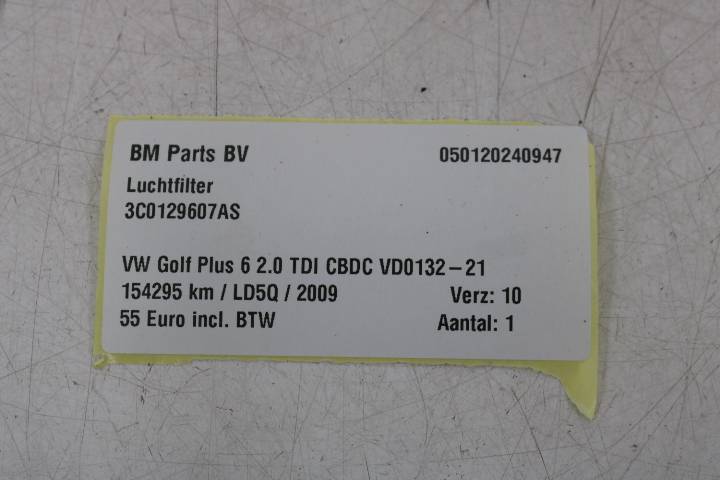 BM Parts BV 050120240947
Luchtfilter
3C0129607AS
VW Golf Plus 6 2.0 TDI CBDC VD0132-21
154295 km / LD5Q / 2009 Verz: 10
55 Euro incl. BTW Aantal: 1